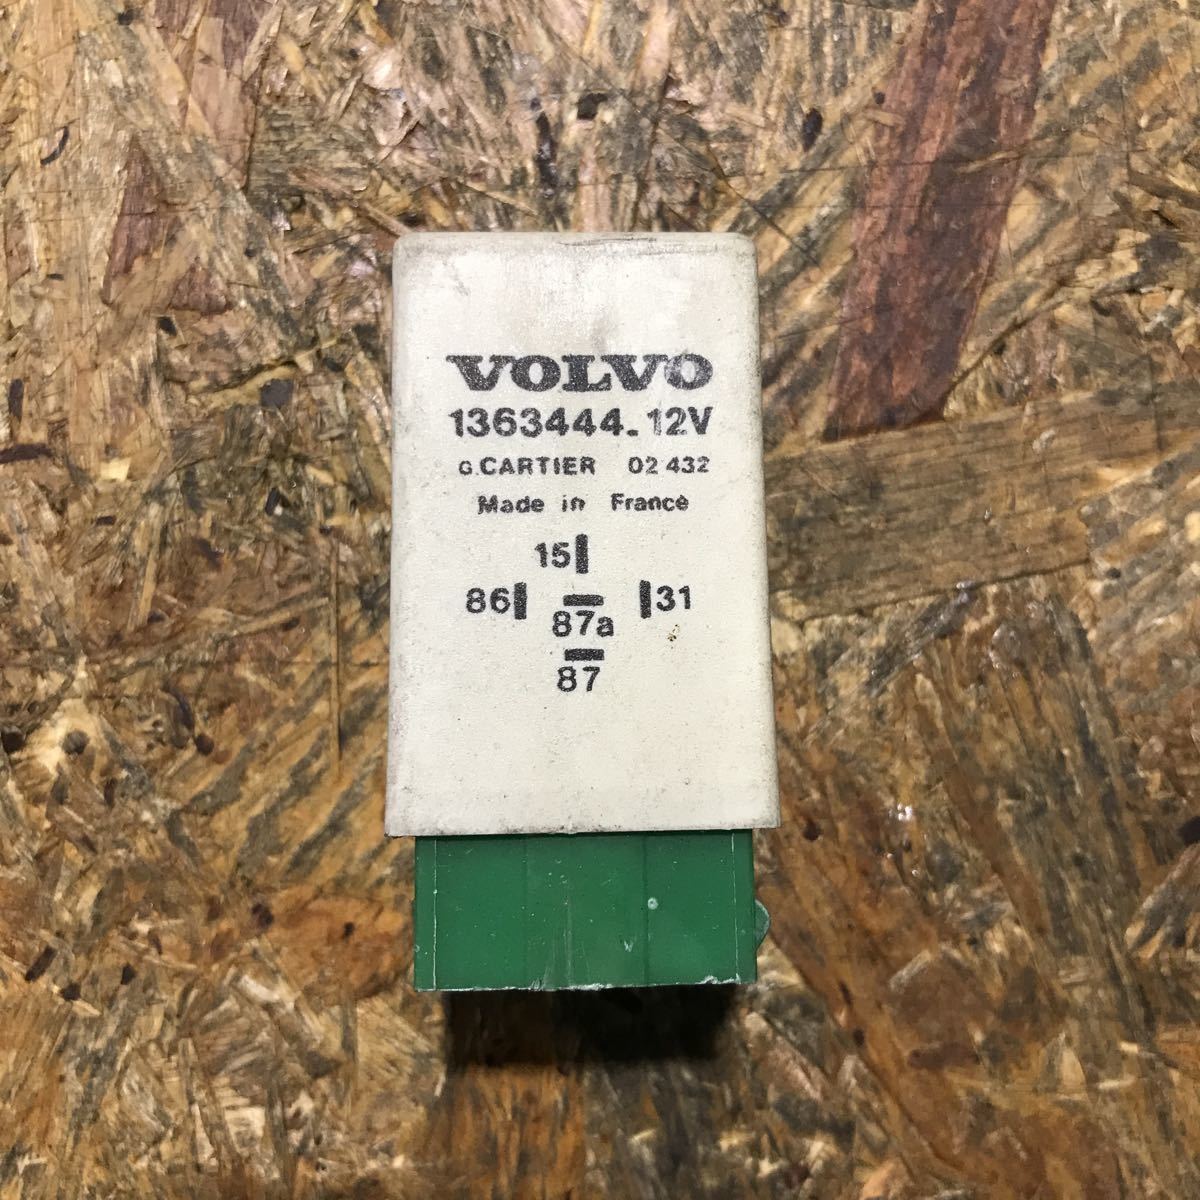 VOLVO
1363444-12V
G.CARTIER 02 432
Made in France
15
86 31
87a
87